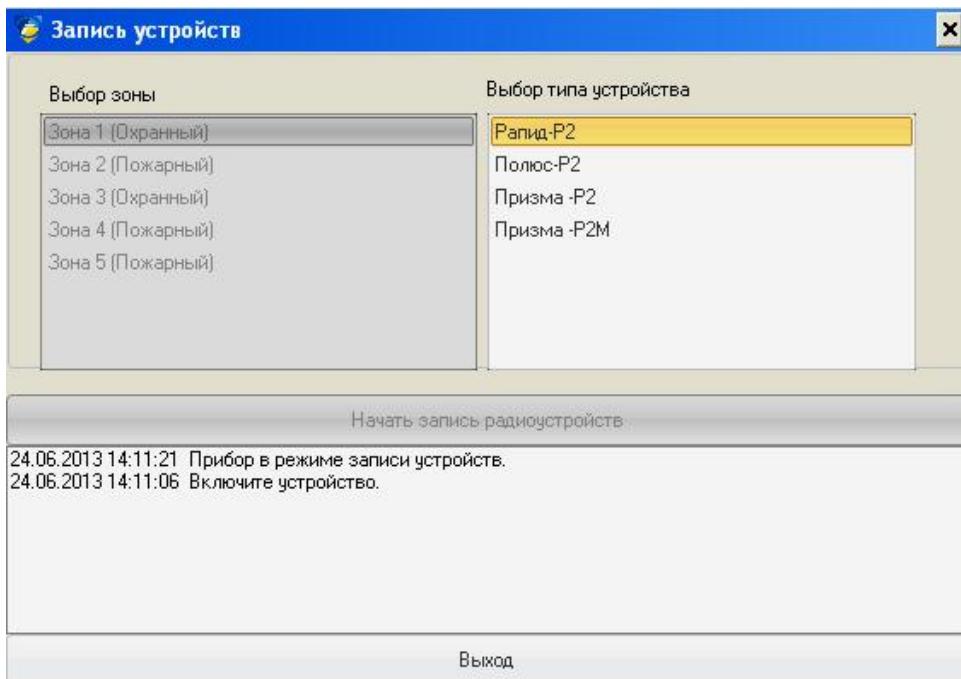 Запись устройств
Выбор зоны
Зона 1 (Охранный)
Зона 2 (Пожарный)
Зона 3 (Охранный)
Зона 4 (Пожарный)
Зона 5 (Пожарный)
Выбор типа устройства
Рапид-Р2
Полюс-Р2
Призма -Р2
Призма -Р2М
Начать запись радиоустройств
24.06.2013 14:11:21 Прибор в режиме записи устройств.
24.06.2013 14:11:06 Включите устройство.
Выход